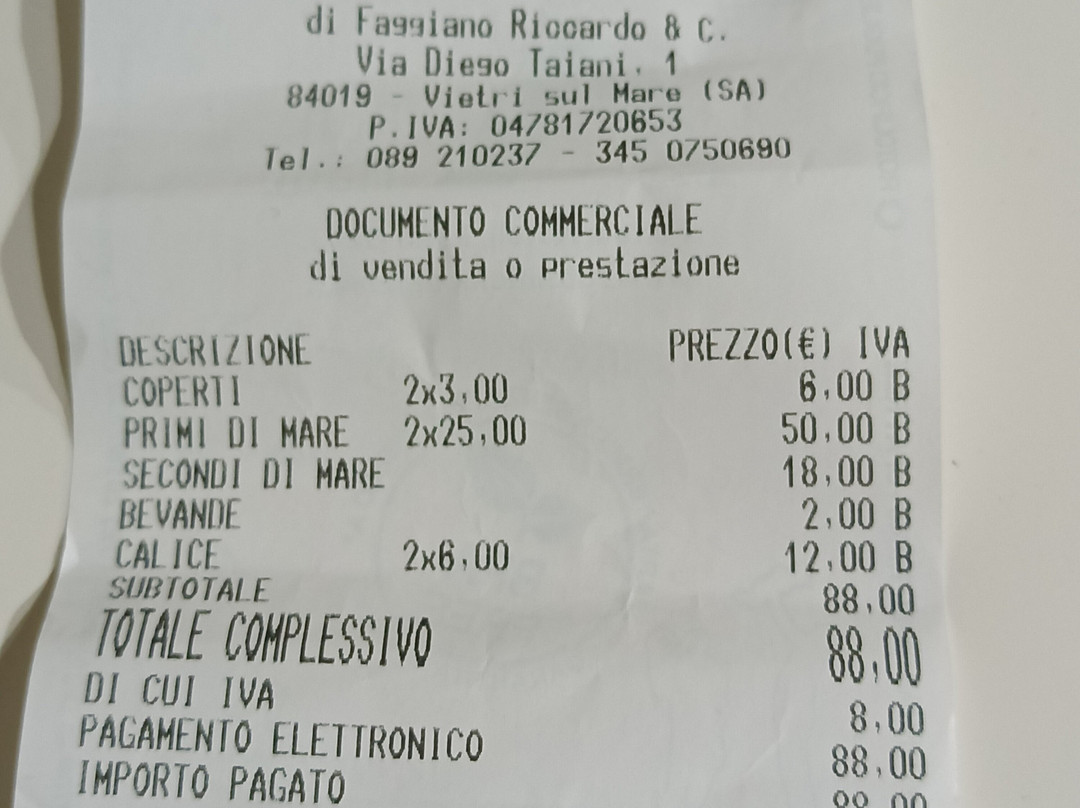 di Faggiano Riccardo & C.
Via Diego Taiani, 1
84019 - Vietri sul Mare (SA)
P.IVA: 04781720653
Tel.: 089 210237 - 345 0750690
DOCUMENTO COMMERCIALE
di vendita o prestazione
DESCRIZIONE PREZZO(€) IVA
COPERTI 2x3,00 6,00 B
PRIMI DI MARE 2x25,00 50,00 B
SECONDI DI MARE 18,00 B
BEVANDE 2,00 B
CALICE 2x6,00 12,00 B
SUBTOTALE 88,00
TOTALE COMPLESSIVO 88,00
DI CUI IVA 8,00
PAGAMENTO ELETTRONICO 88,00
IMPORTO PAGATO 88,00